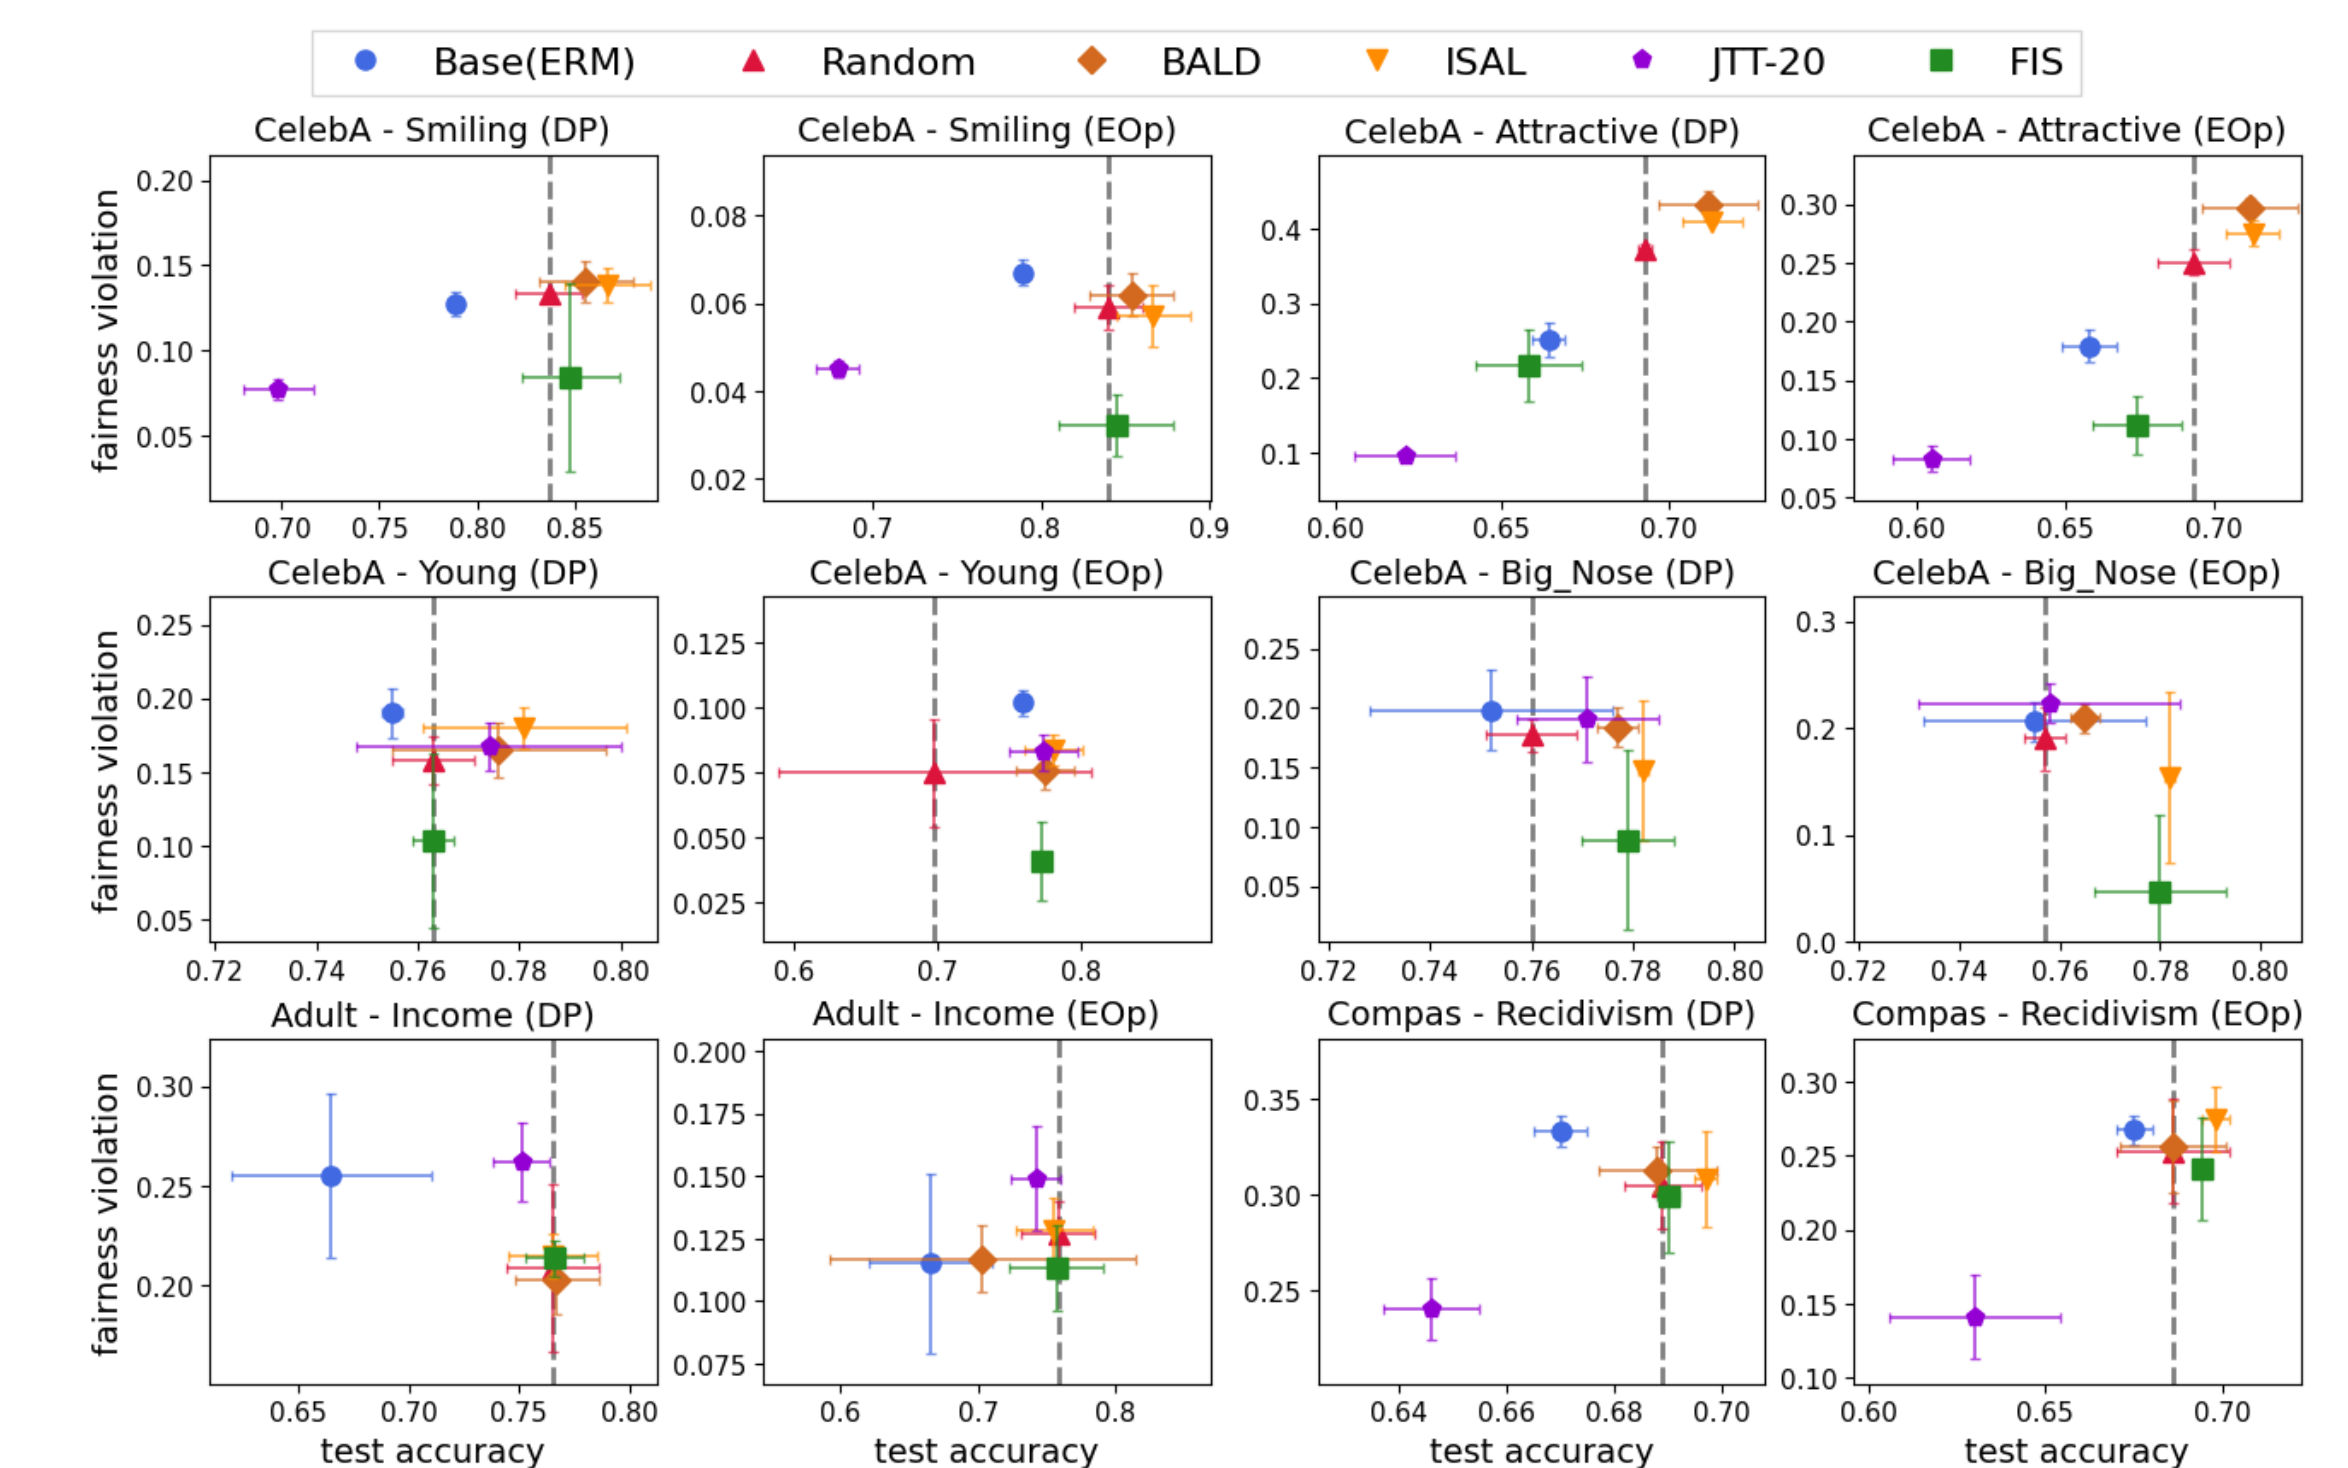 Base(ERM) Random BALD ISAL JTT-20 FIS
CelebA - Smiling (DP) CelebA - Smiling (EOp) CelebA - Attractive (DP) CelebA - Attractive (EOp)
fairness violation
0.20
0.15
0.10
0.05
0.70 0.75 0.80 0.85
0.08
0.06
0.04
0.02
0.7 0.8 0.9
0.4
0.3
0.2
0.1
0.60 0.65 0.70
0.30
0.25
0.20
0.15
0.10
0.05
0.60 0.65 0.70
CelebA - Young (DP) CelebA - Young (EOp) CelebA - Big_Nose (DP) CelebA - Big_Nose (EOp)
fairness violation
0.25
0.20
0.15
0.10
0.05
0.72 0.74 0.76 0.78 0.80
0.125
0.100
0.075
0.050
0.025
0.6 0.7 0.8
0.25
0.20
0.15
0.10
0.05
0.72 0.74 0.76 0.78 0.80
0.3
0.2
0.1
0.0
0.72 0.74 0.76 0.78 0.80
Adult - Income (DP) Adult - Income (EOp) Compas - Recidivism (DP) Compas - Recidivism (EOp)
fairness violation
0.30
0.25
0.20
0.65 0.70 0.75 0.80
test accuracy
0.200
0.175
0.150
0.125
0.100
0.075
0.6 0.7 0.8
test accuracy
0.35
0.30
0.25
0.64 0.66 0.68 0.70
test accuracy
0.30
0.25
0.20
0.15
0.10
0.60 0.65 0.70
test accuracy